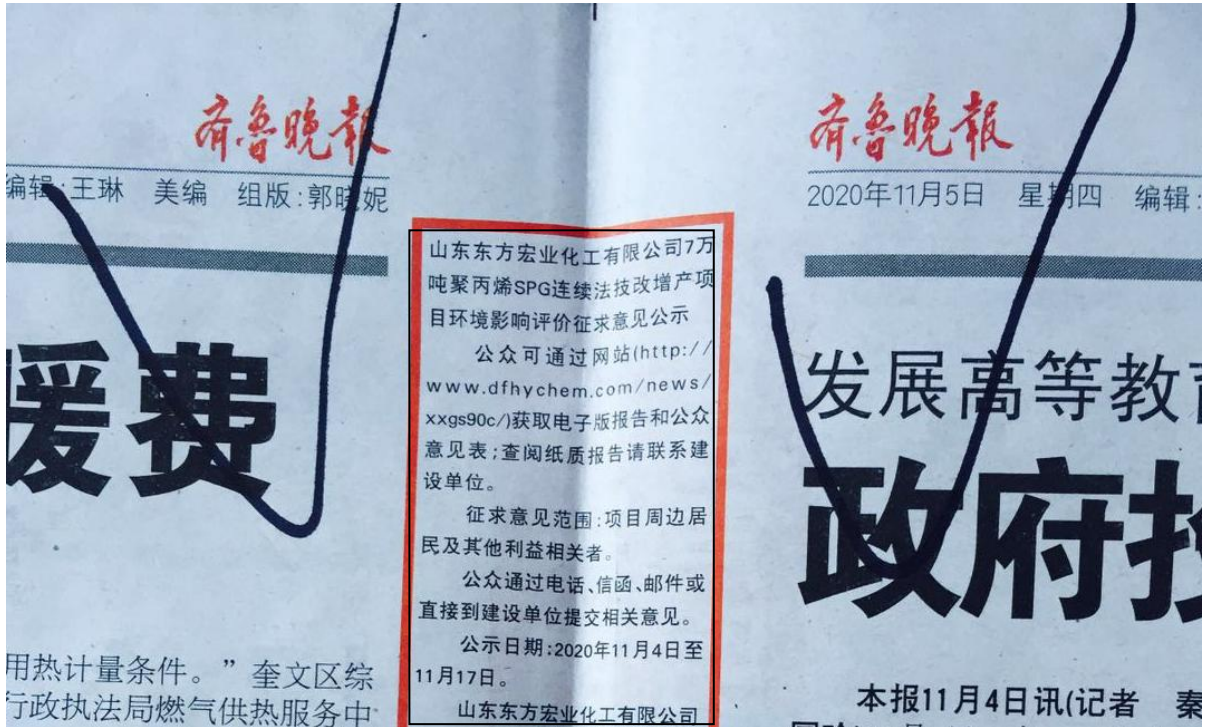 齐鲁晚报
编辑:王琳 美编 组版:郭晓妮
暖费
用热计量条件。”奎文区综
行政执法局燃气供热服务中
山东东方宏业化工有限公司7万
吨聚丙烯SPG连续法技改增产项
目环境影响评价征求意见公示
公众可通过网站(http://
www.dfhychem.com/news/
xxgs90c/)获取电子版报告和公众
意见表;查阅纸质报告请联系建
设单位。
征求意见范围:项目周边居
民及其他利益相关者。
公众通过电话、信函、邮件或
直接到建设单位提交相关意见。
公示日期:2020年11月4日至
11月17日。
山东东方宏业化工有限公司
齐鲁晚报
2020年11月5日 星期四 编辑:
发展高等教育
政府投
本报11月4日讯(记者 秦